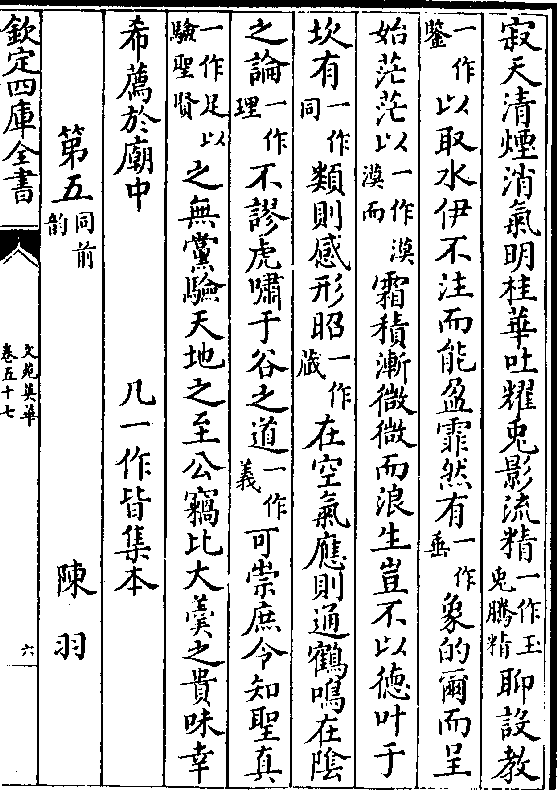 寂天清煙消氣明桂華吐耀兎影流精一作玉兎騰精聊設教
一作鑒以取水伊不注而能盈霏然有一作垂象的爾而呈
始茫茫以一作漠漠而霜積漸微微而浪生豈不以德叶于
坎有一作同類則感形昭一作蔵在空氣應則通鶴鳴在陰
之論一作理不謬虎嘯于谷之道一作義可崇庶令知聖真
一作足以驗聖賢之無黨驗天地之至公竊比大羮之貴味幸
希薦於廟中　凡一作皆集本
第五同前韵　陳羽
欽定四庫全書
文苑英華
卷五十七
六